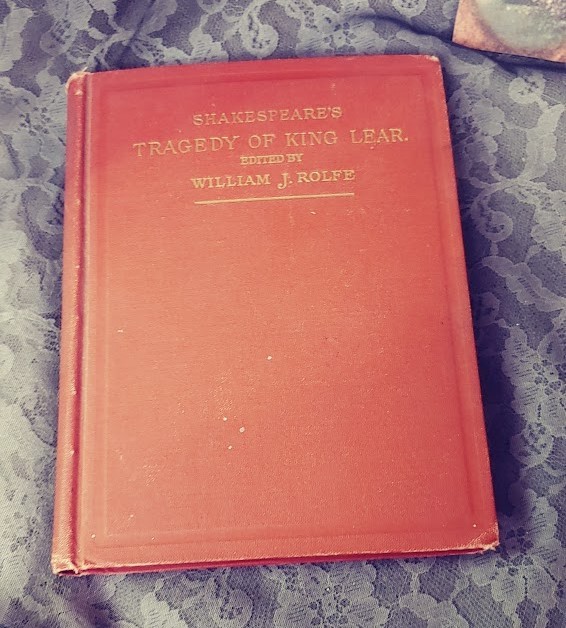 SHAKESPEARE'S
TRAGEDY OF KING LEAR.
EDITED BY
WILLIAM J. ROLFE